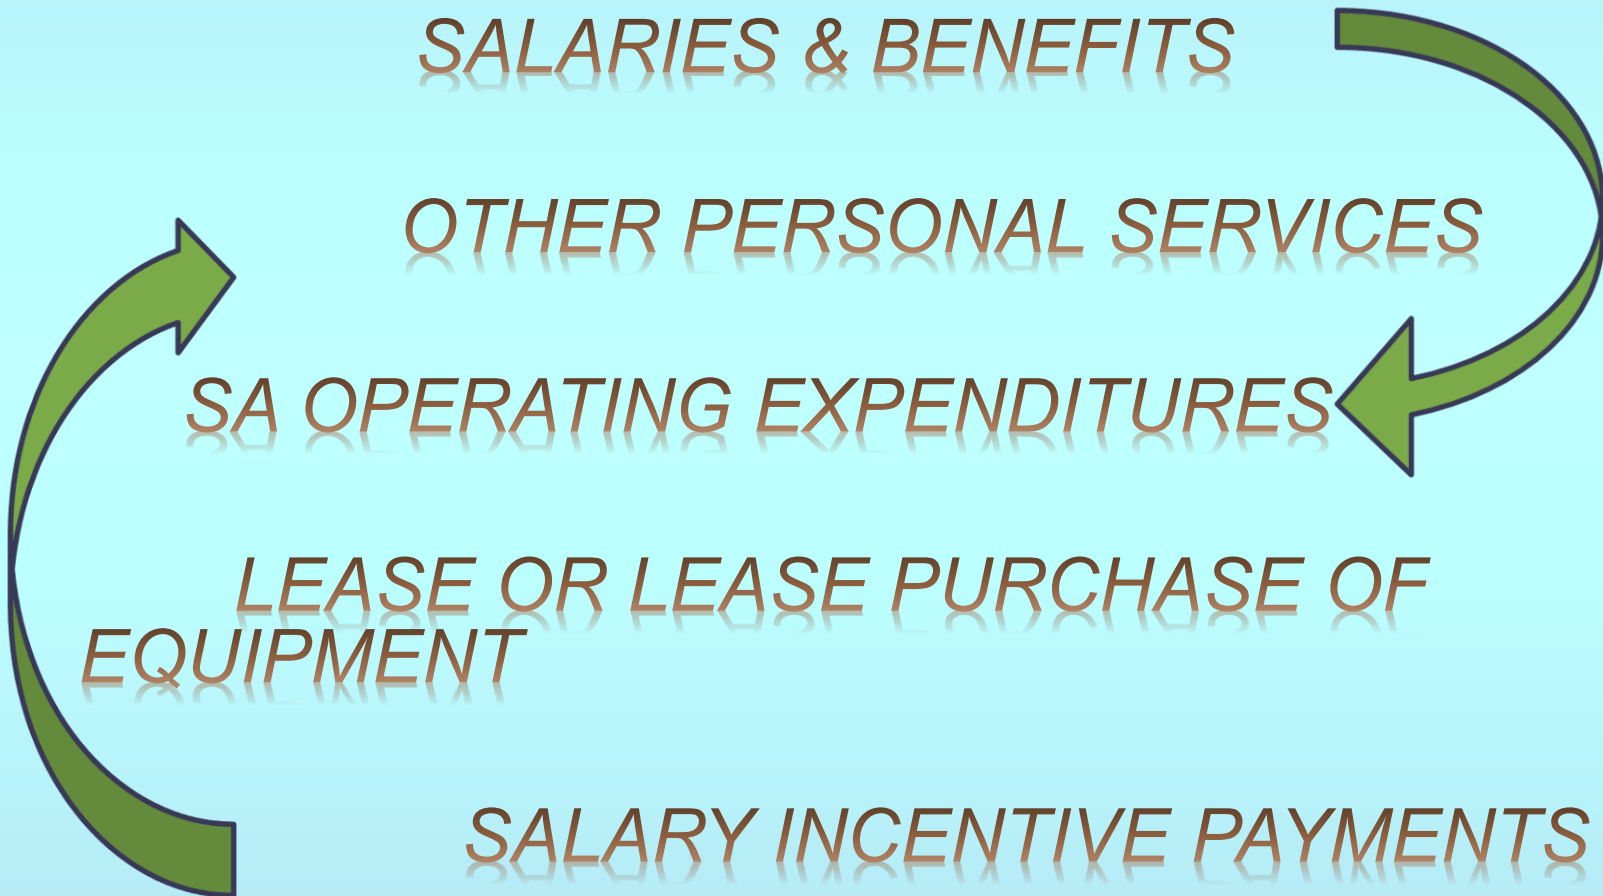 SALARIES & BENEFITS
OTHER PERSONAL SERVICES
SA OPERATING EXPENDITURES
LEASE OR LEASE PURCHASE OF
EQUIPMENT
SALARY INCENTIVE PAYMENTS